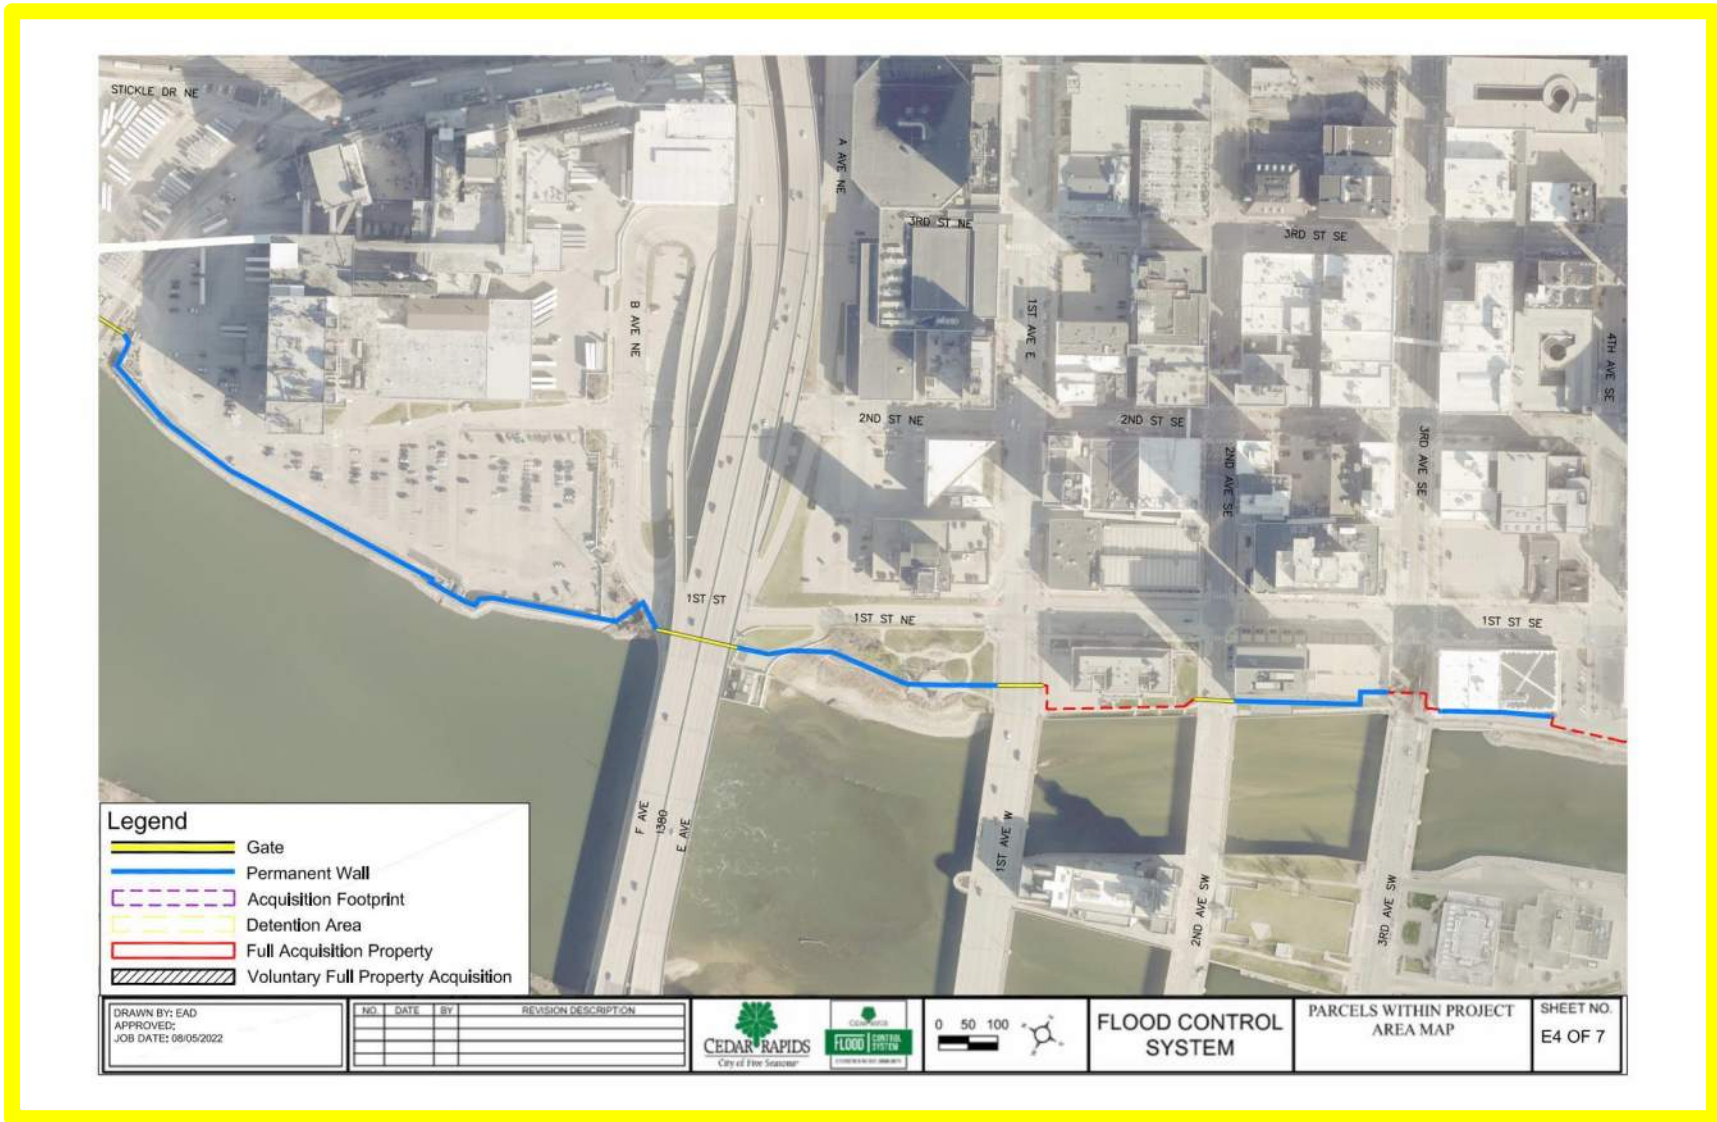 STICKLE DR NE
A AVE NE
3RD ST NE
3RD ST SE
B AVE NE
1ST AVE E
4TH AVE SE
2ND ST NE
2ND ST SE
2ND AVE SE
3RD AVE SE
1ST ST
1ST ST NE
1ST ST SE
F AVE
I380
E AVE
1ST AVE W
2ND AVE SW
3RD AVE SW
Legend
Gate
Permanent Wall
Acquisition Footprint
Detention Area
Full Acquisition Property
Voluntary Full Property Acquisition
DRAWN BY: EAD
APPROVED:
JOB DATE: 08/05/2022
NO. DATE BY REVISION DESCRIPTION
CEDAR RAPIDS
City of Five Seasons
CEDAR RAPIDS
FLOOD CONTROL SYSTEM
0 50 100
FLOOD CONTROL
SYSTEM
PARCELS WITHIN PROJECT
AREA MAP
SHEET NO.
E4 OF 7